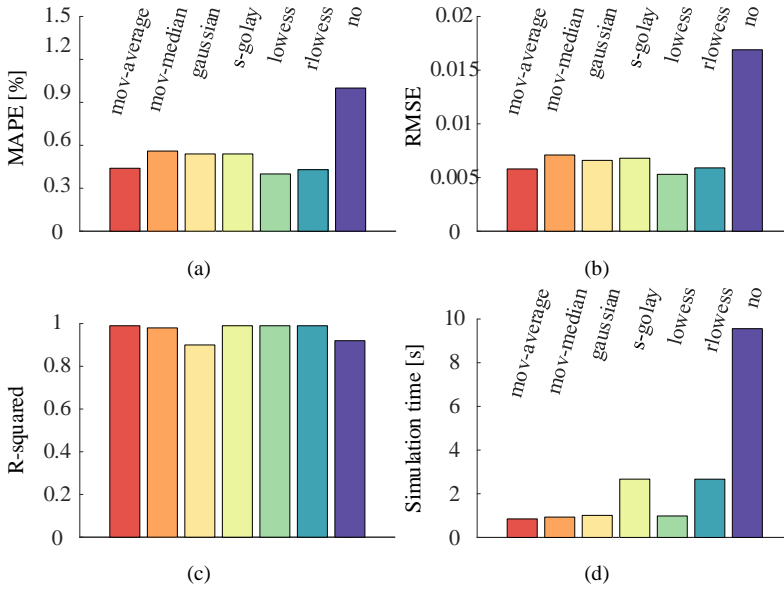 1.5
0.9
0.6
0.3
0
MAPE [%]
mov-average
mov-median
gaussian
s-golay
lowess
rlowess
no
(a)
0.02
0.015
0.01
0.005
0
RMSE
mov-average
mov-median
gaussian
s-golay
lowess
rlowess
no
(b)
1
0.8
0.6
0.4
0.2
0
R-squared
(c)
10
8
6
4
2
0
Simulation time [s]
mov-average
mov-median
gaussian
s-golay
lowess
rlowess
no
(d)